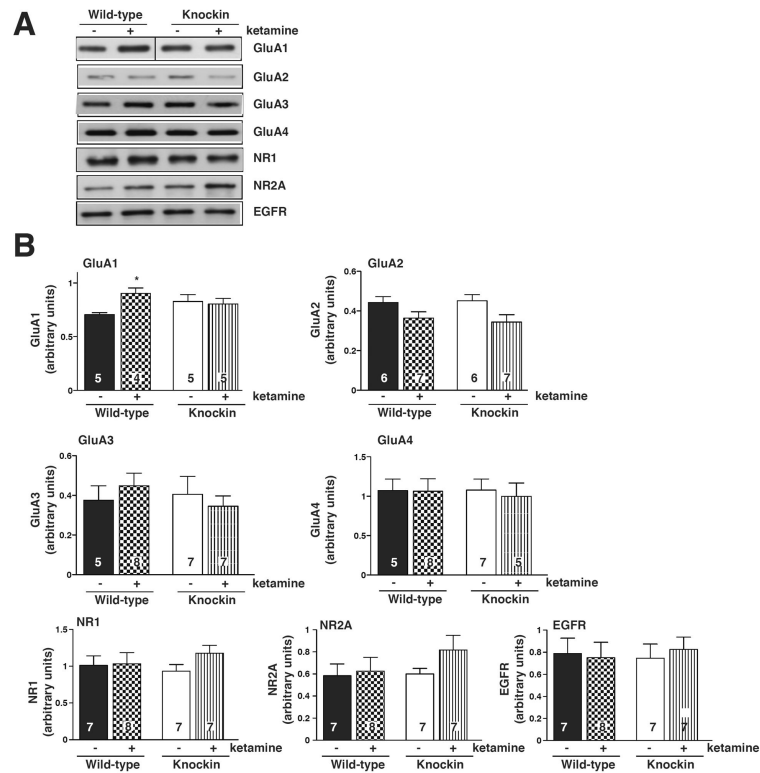 A
Wild-type Knockin
- + - + ketamine
GluA1
GluA2
GluA3
GluA4
NR1
NR2A
EGFR
B
GluA1
GluA1
(arbitrary units)
1
0.5
0
*
5 4 5 5
- + - + ketamine
Wild-type Knockin
GluA2
GluA2
(arbitrary units)
0.6
0.4
0.2
0
6 7 6 7
- + - + ketamine
Wild-type Knockin
GluA3
GluA3
(arbitrary units)
0.6
0.4
0.2
0
5 8 7 7
- + - + ketamine
Wild-type Knockin
GluA4
GluA4
(arbitrary units)
1.5
1
0.5
0
5 8 7 5
- + - + ketamine
Wild-type Knockin
NR1
NR1
(arbitrary units)
1.5
1
0.5
0
7 8 7 7
- + - + ketamine
Wild-type Knockin
NR2A
NR2A
(arbitrary units)
1
0.8
0.6
0.4
0.2
0
7 8 7 7
- + - + ketamine
Wild-type Knockin
EGFR
EGFR
(arbitrary units)
1
0.8
0.6
0.4
0.2
0
7 8 7 7
- + - + ketamine
Wild-type Knockin